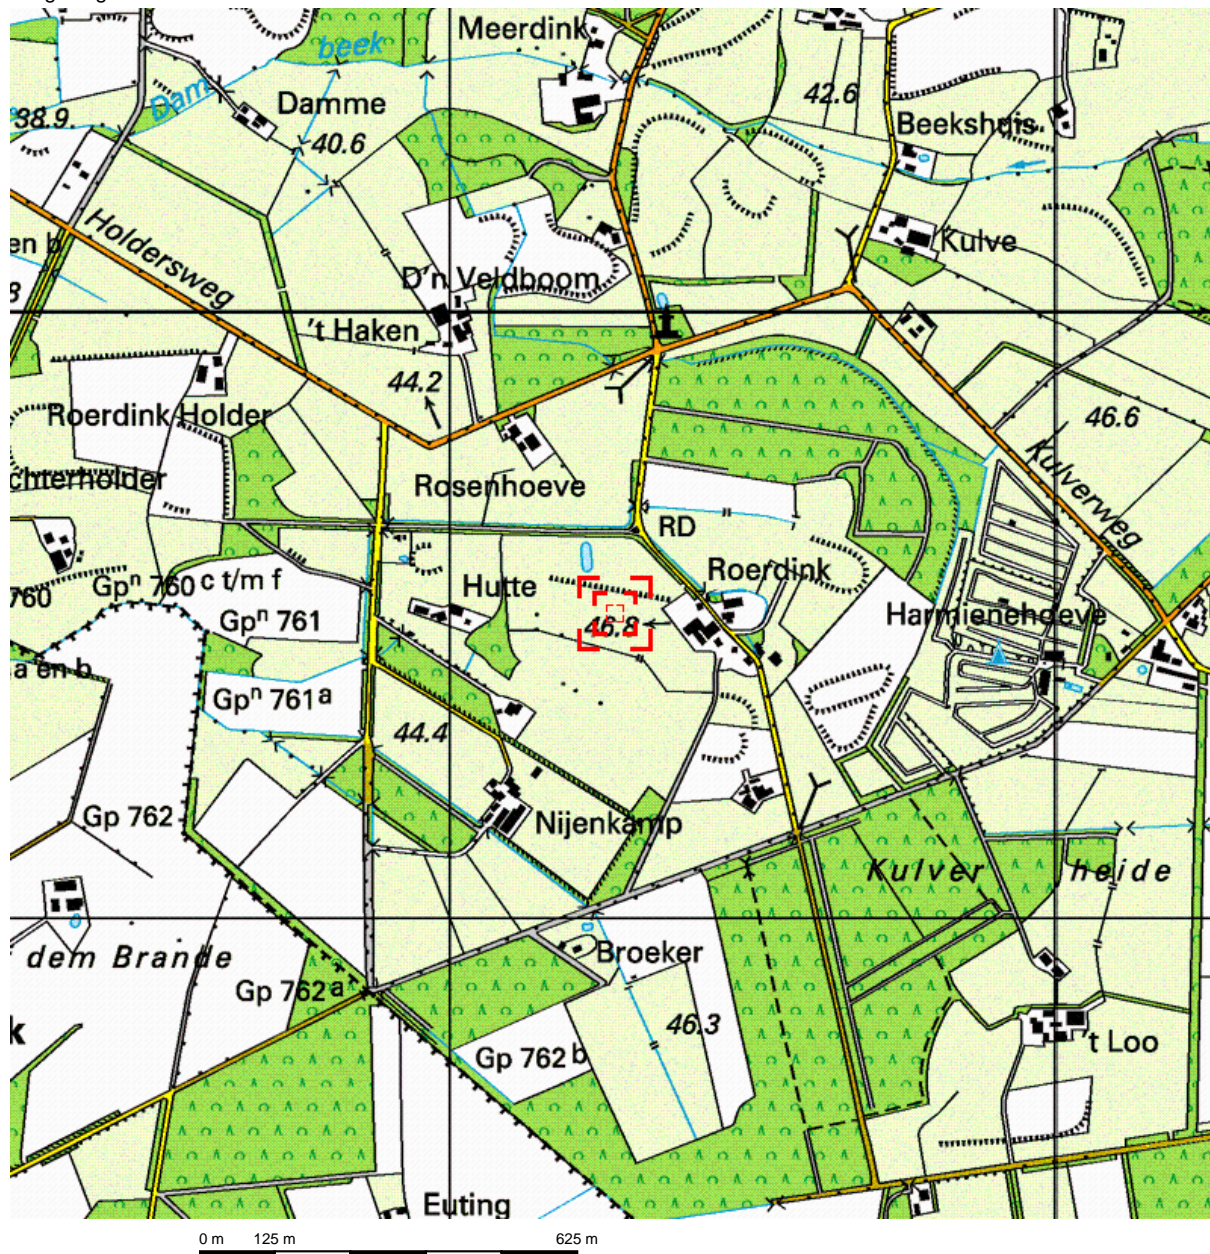 Meerdink
beek
Dam
Damme
42.6
38.9
Beekshuis
40.6
Holdersweg
en b
Kulve
D'n Veldboom
't Haken
44.2
46.6
Roerdink Holder
Kulverweg
chterholder
Rosenhoeve
RD
Roerdink
Gpⁿ 760 c t/m f
Hutte
760
Gpⁿ 761
46.8
Harmienehoeve
a en b
Gpⁿ 761 a
44.4
Gp 762
Nijenkamp
Kulver heide
dem Brande
Broeker
Gp 762 a
46.3
k
't Loo
Gp 762 b
Euting
0 m 125 m 625 m